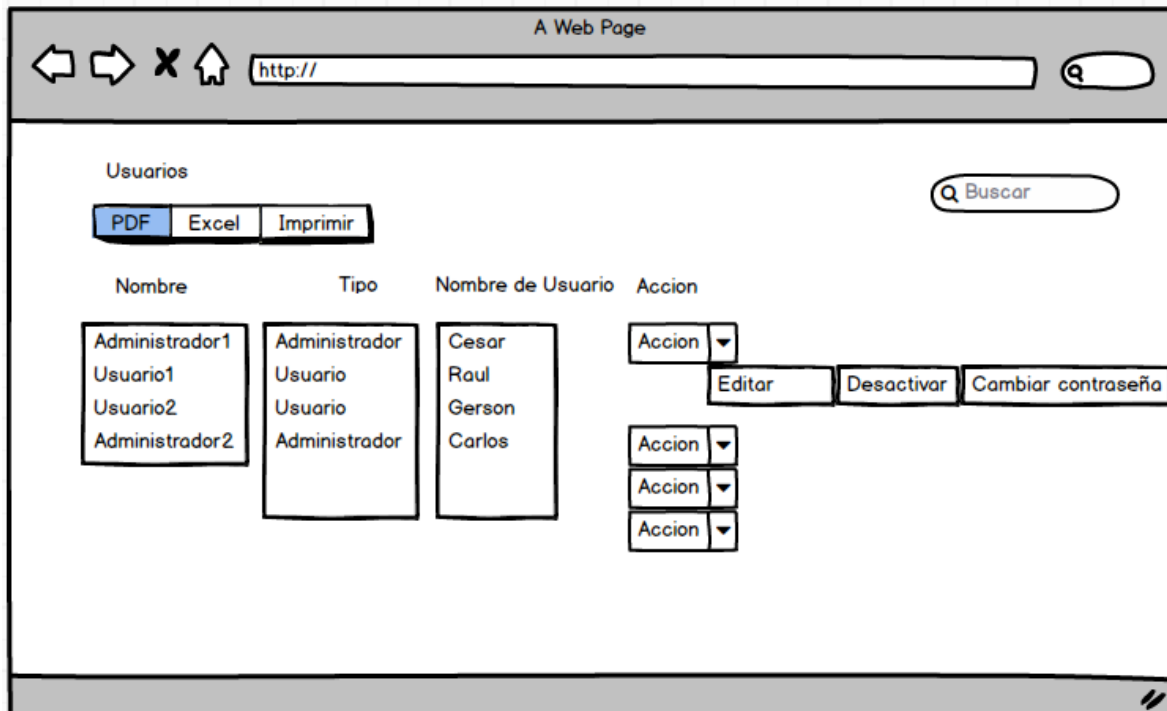 A Web Page
http://
Usuarios
Buscar
PDF Excel Imprimir
Nombre Tipo Nombre de Usuario Accion
Administrador1 Administrador Cesar Accion
Usuario1 Usuario Raul
Editar Desactivar Cambiar contraseña
Usuario2 Usuario Gerson
Administrador2 Administrador Carlos Accion
Accion
Accion